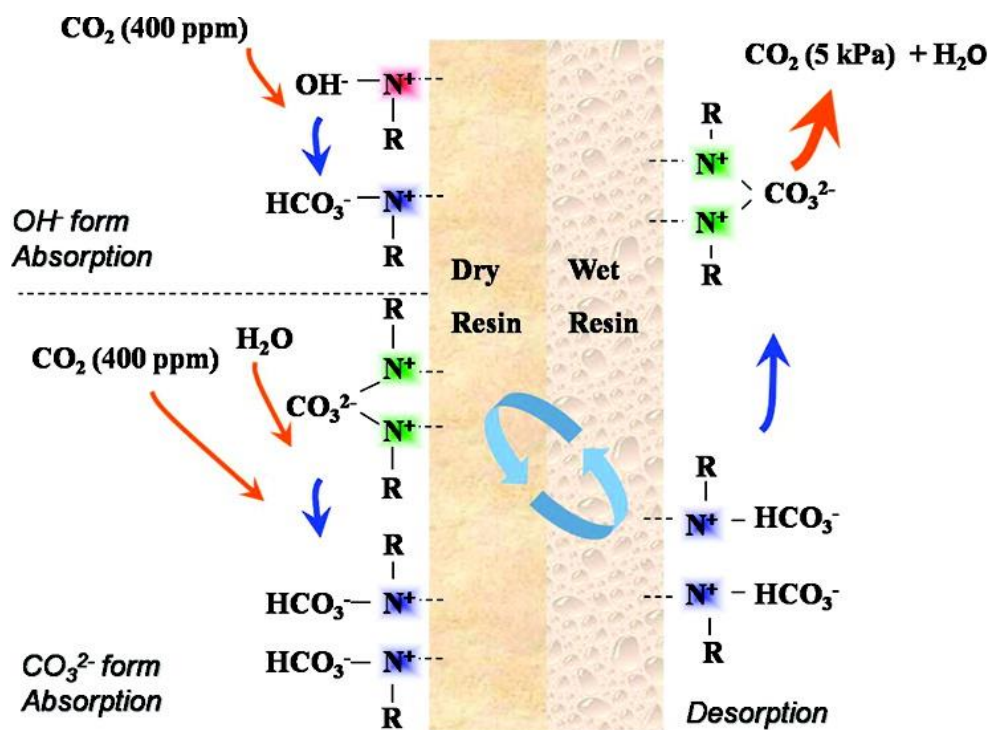 CO₂ (400 ppm)
OH⁻ — N⁺
R
HCO₃⁻ — N⁺
R
OH⁻ form
Absorption
R
H₂O
CO₂ (400 ppm)
N⁺
CO₃²⁻
N⁺
R
R
HCO₃⁻ — N⁺
HCO₃⁻ — N⁺
R
CO₃²⁻ form
Absorption
Dry
Resin
Wet
Resin
CO₂ (5 kPa) + H₂O
R
N⁺
CO₃²⁻
N⁺
R
R
N⁺ – HCO₃⁻
N⁺ – HCO₃⁻
R
Desorption